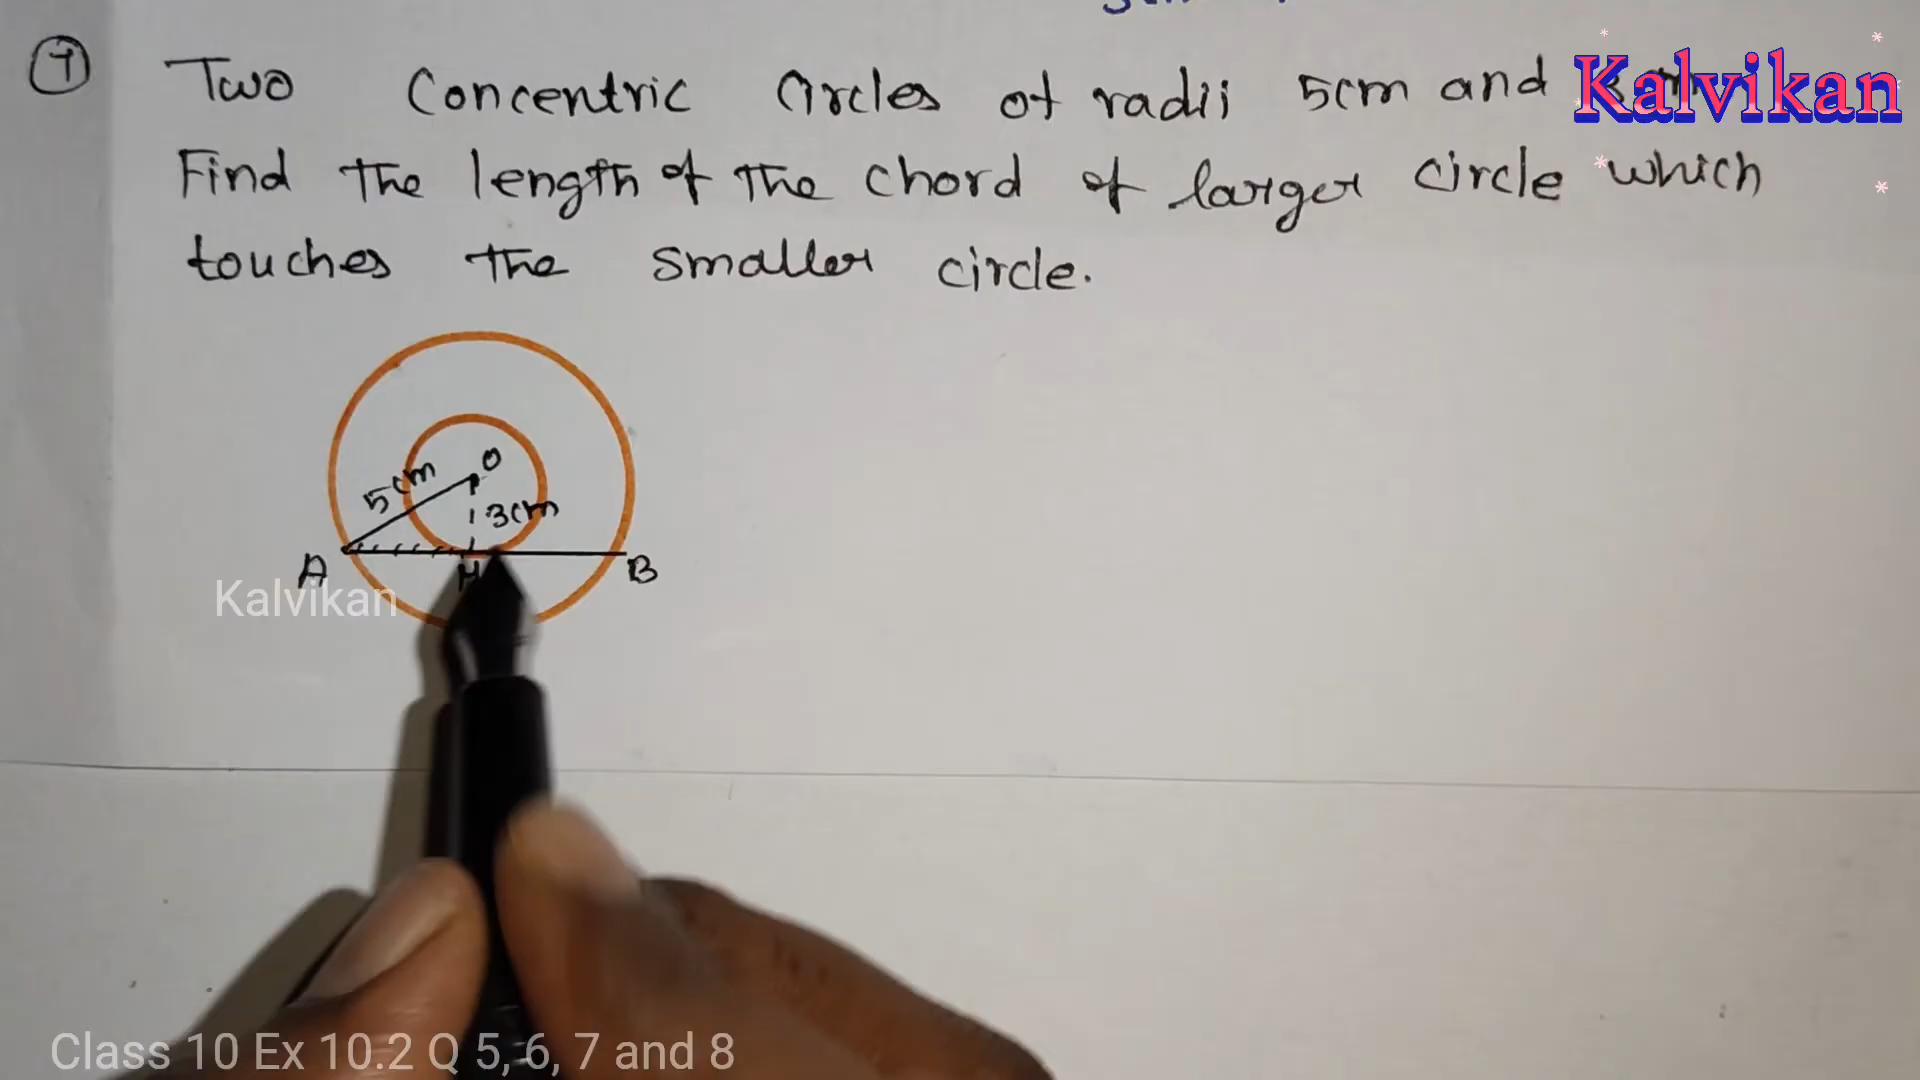 7
Two Concentric Circles of radii 5cm and
Kalvikan
Find the length of the chord of larger circle which
touches the smaller circle.
O
5cm
3cm
A
B
Kalvikan
Class 10 Ex 10.2 Q 5, 6, 7 and 8